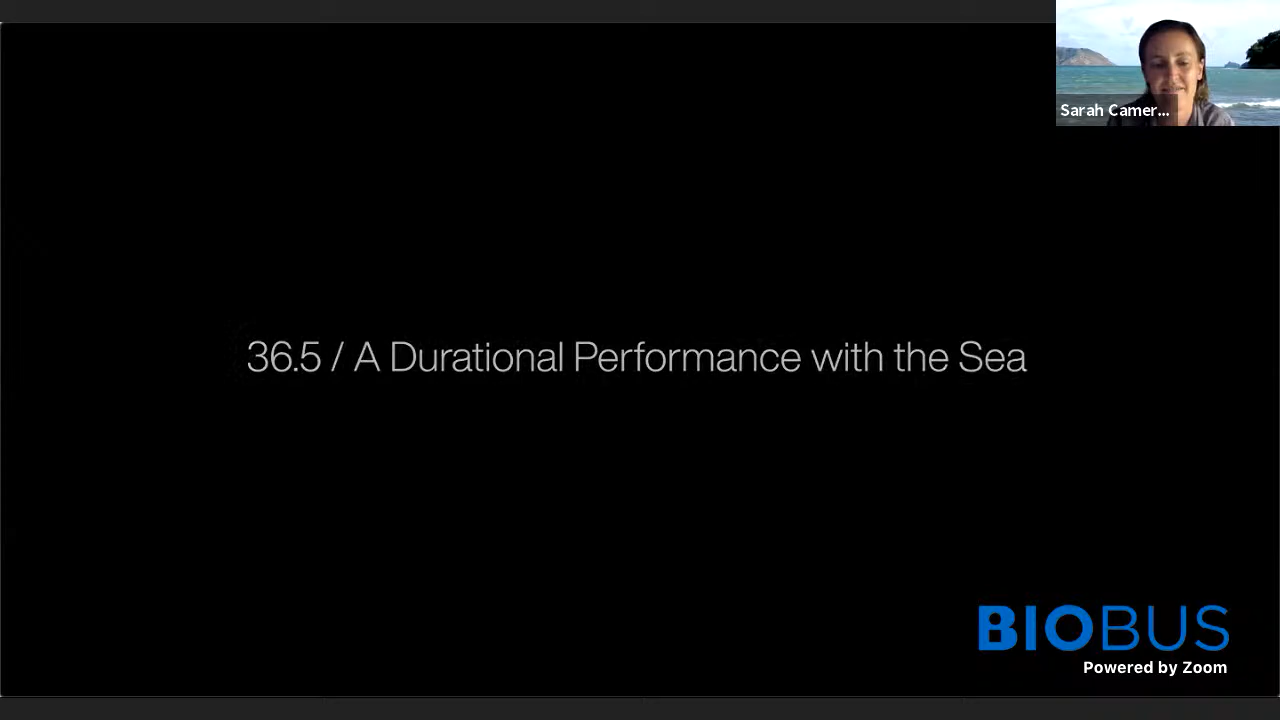 Sarah Camer...
36.5 / A Durational Performance with the Sea
BIOBUS
Powered by Zoom